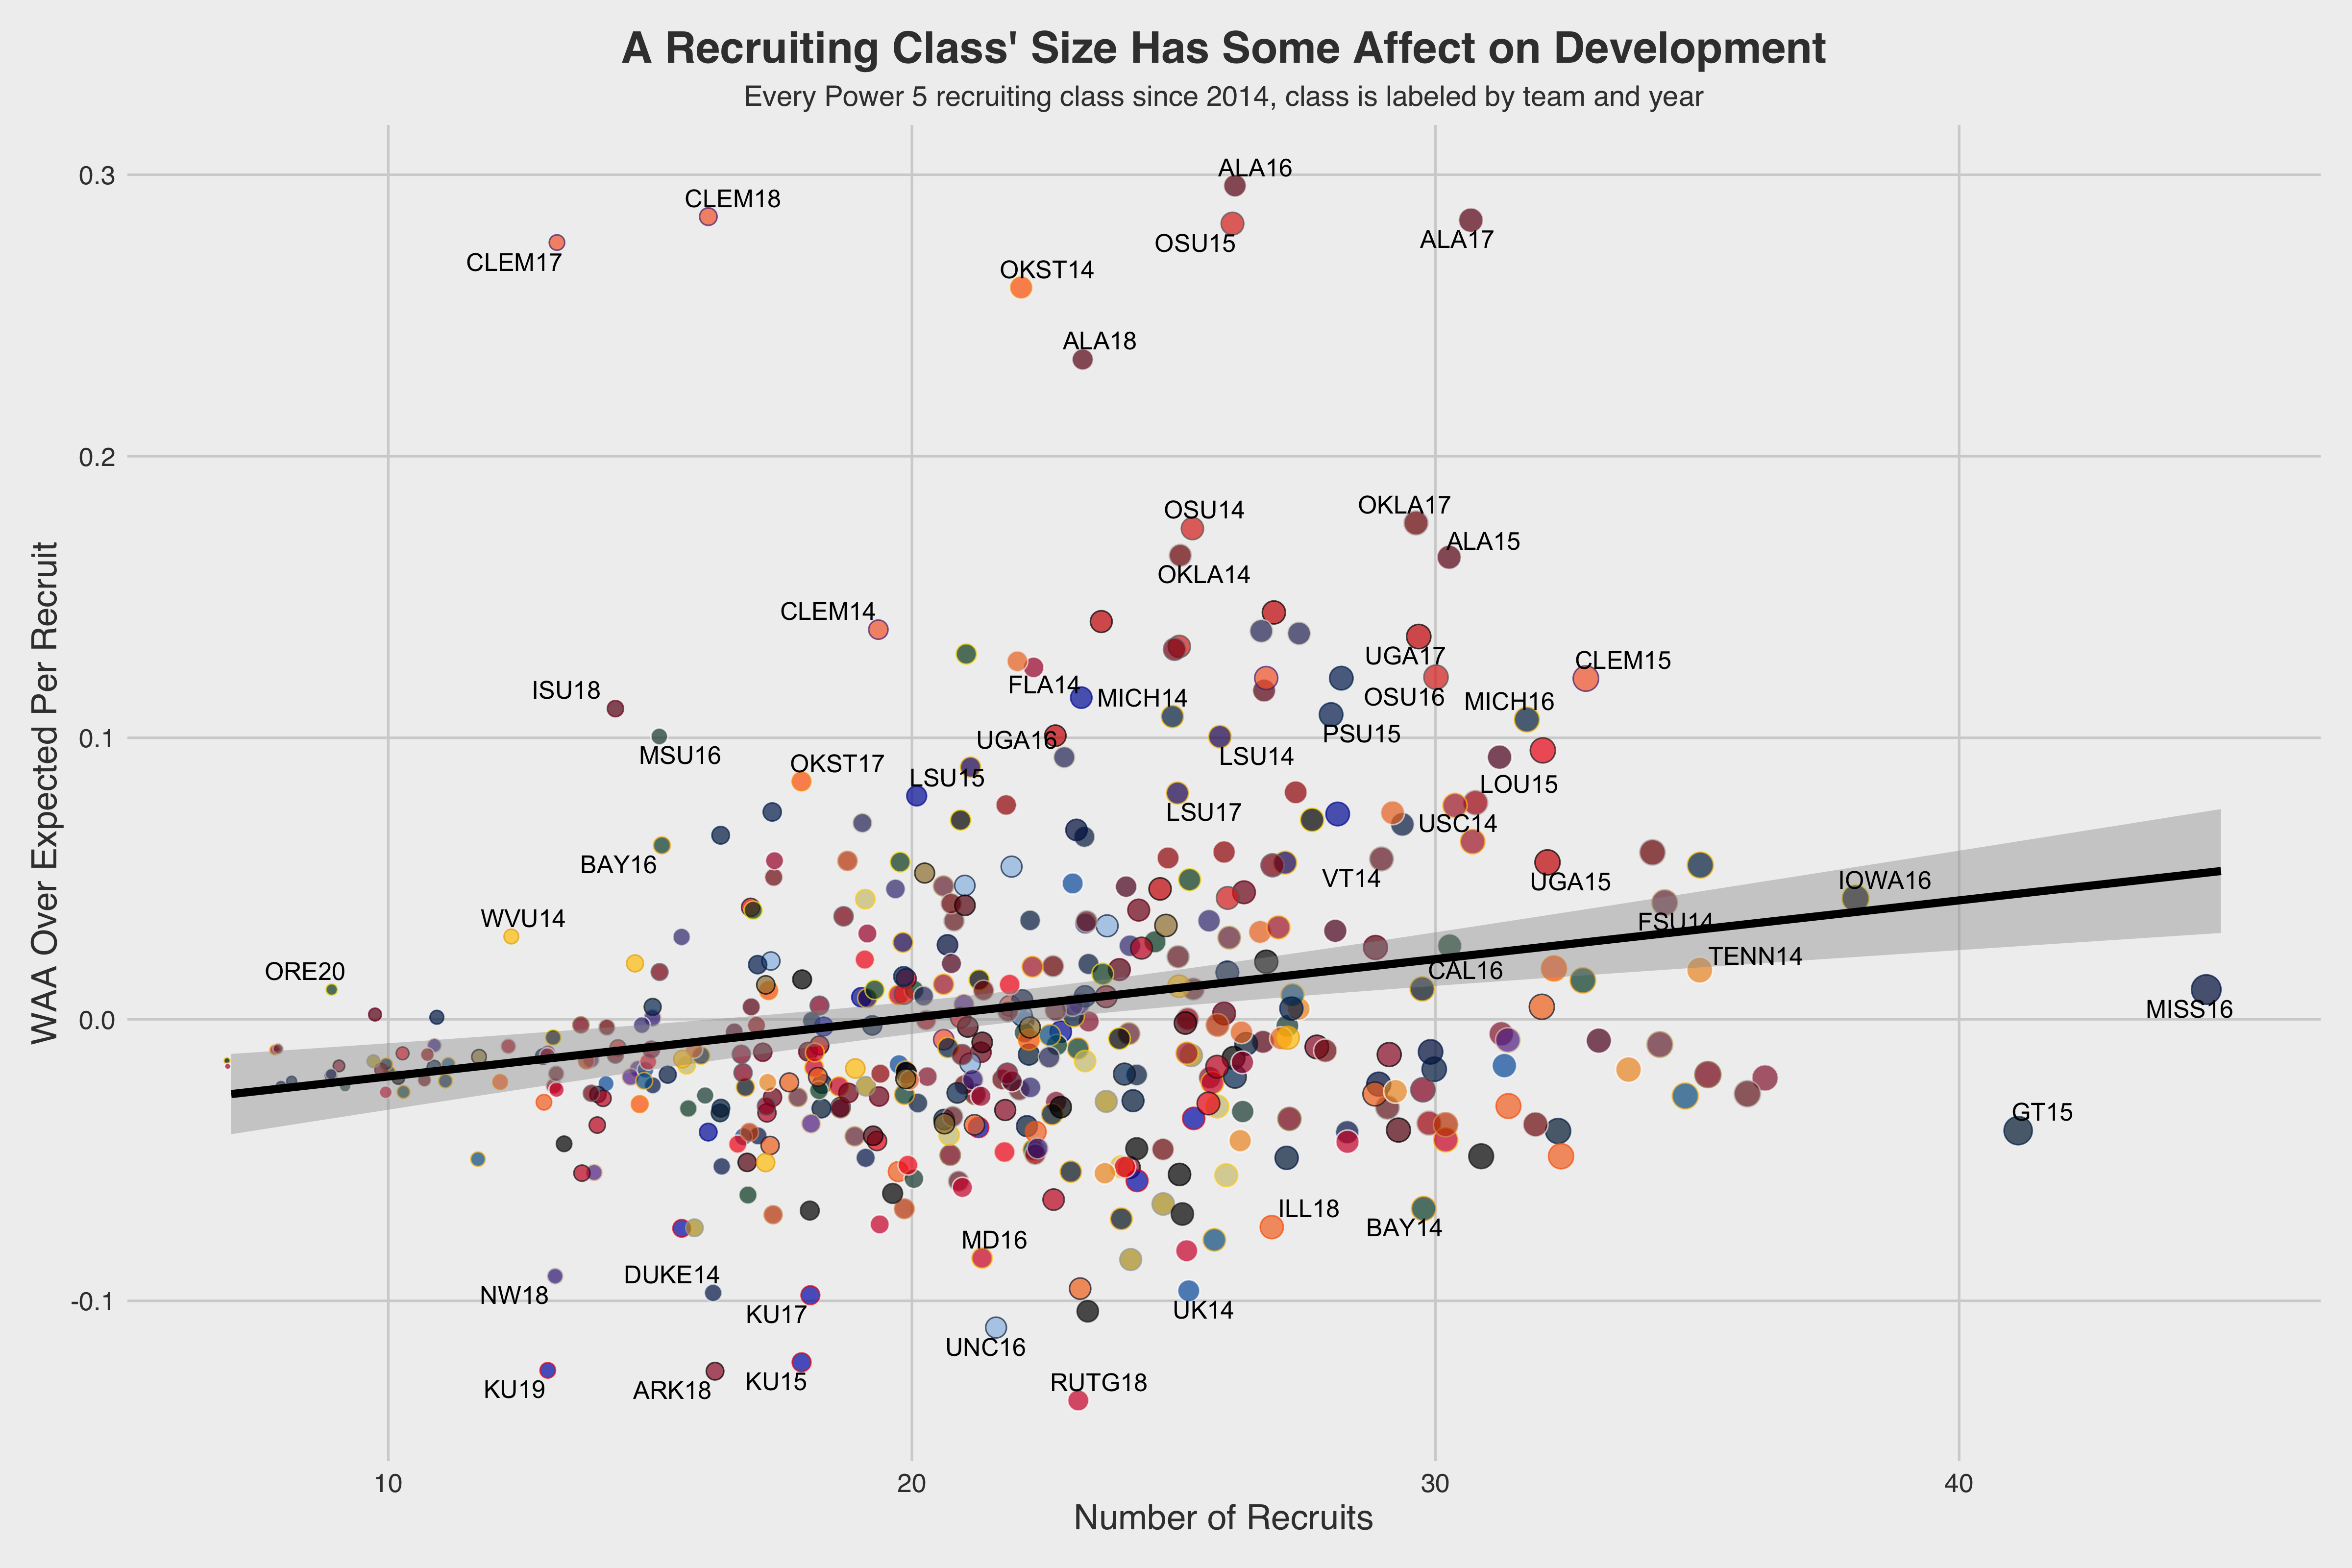 A Recruiting Class' Size Has Some Affect on Development
Every Power 5 recruiting class since 2014, class is labeled by team and year
WAA Over Expected Per Recruit
0.3
0.2
0.1
0.0
-0.1
ALA16
CLEM18
OSU15
ALA17
CLEM17
OKST14
ALA18
OSU14
OKLA17
ALA15
OKLA14
CLEM14
UGA17
CLEM15
ISU18
FLA14
MICH14
OSU16
MICH16
UGA16
PSU15
MSU16
LSU14
OKST17
LSU15
LOU15
LSU17
USC14
BAY16
VT14
UGA15
IOWA16
WVU14
FSU14
TENN14
ORE20
CAL16
MISS16
GT15
ILL18
BAY14
MD16
DUKE14
NW18
KU17
UK14
UNC16
KU19
ARK18
KU15
RUTG18
10
20
30
40
Number of Recruits